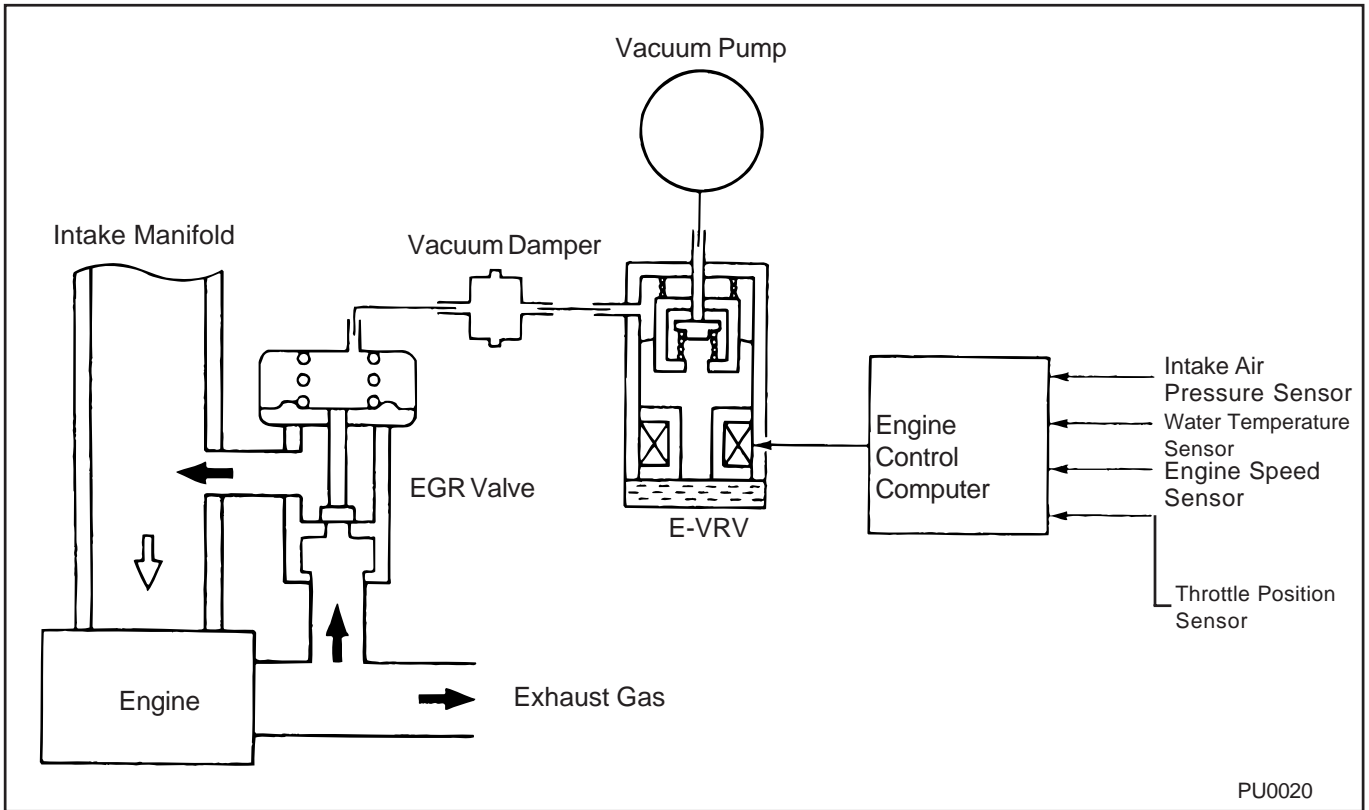 Vacuum Pump
Intake Manifold
Vacuum Damper
EGR Valve
E-VRV
Engine
Control
Computer
Intake Air
Pressure Sensor
Water Temperature
Sensor
Engine Speed
Sensor
Throttle Position
Sensor
Engine
Exhaust Gas
PU0020